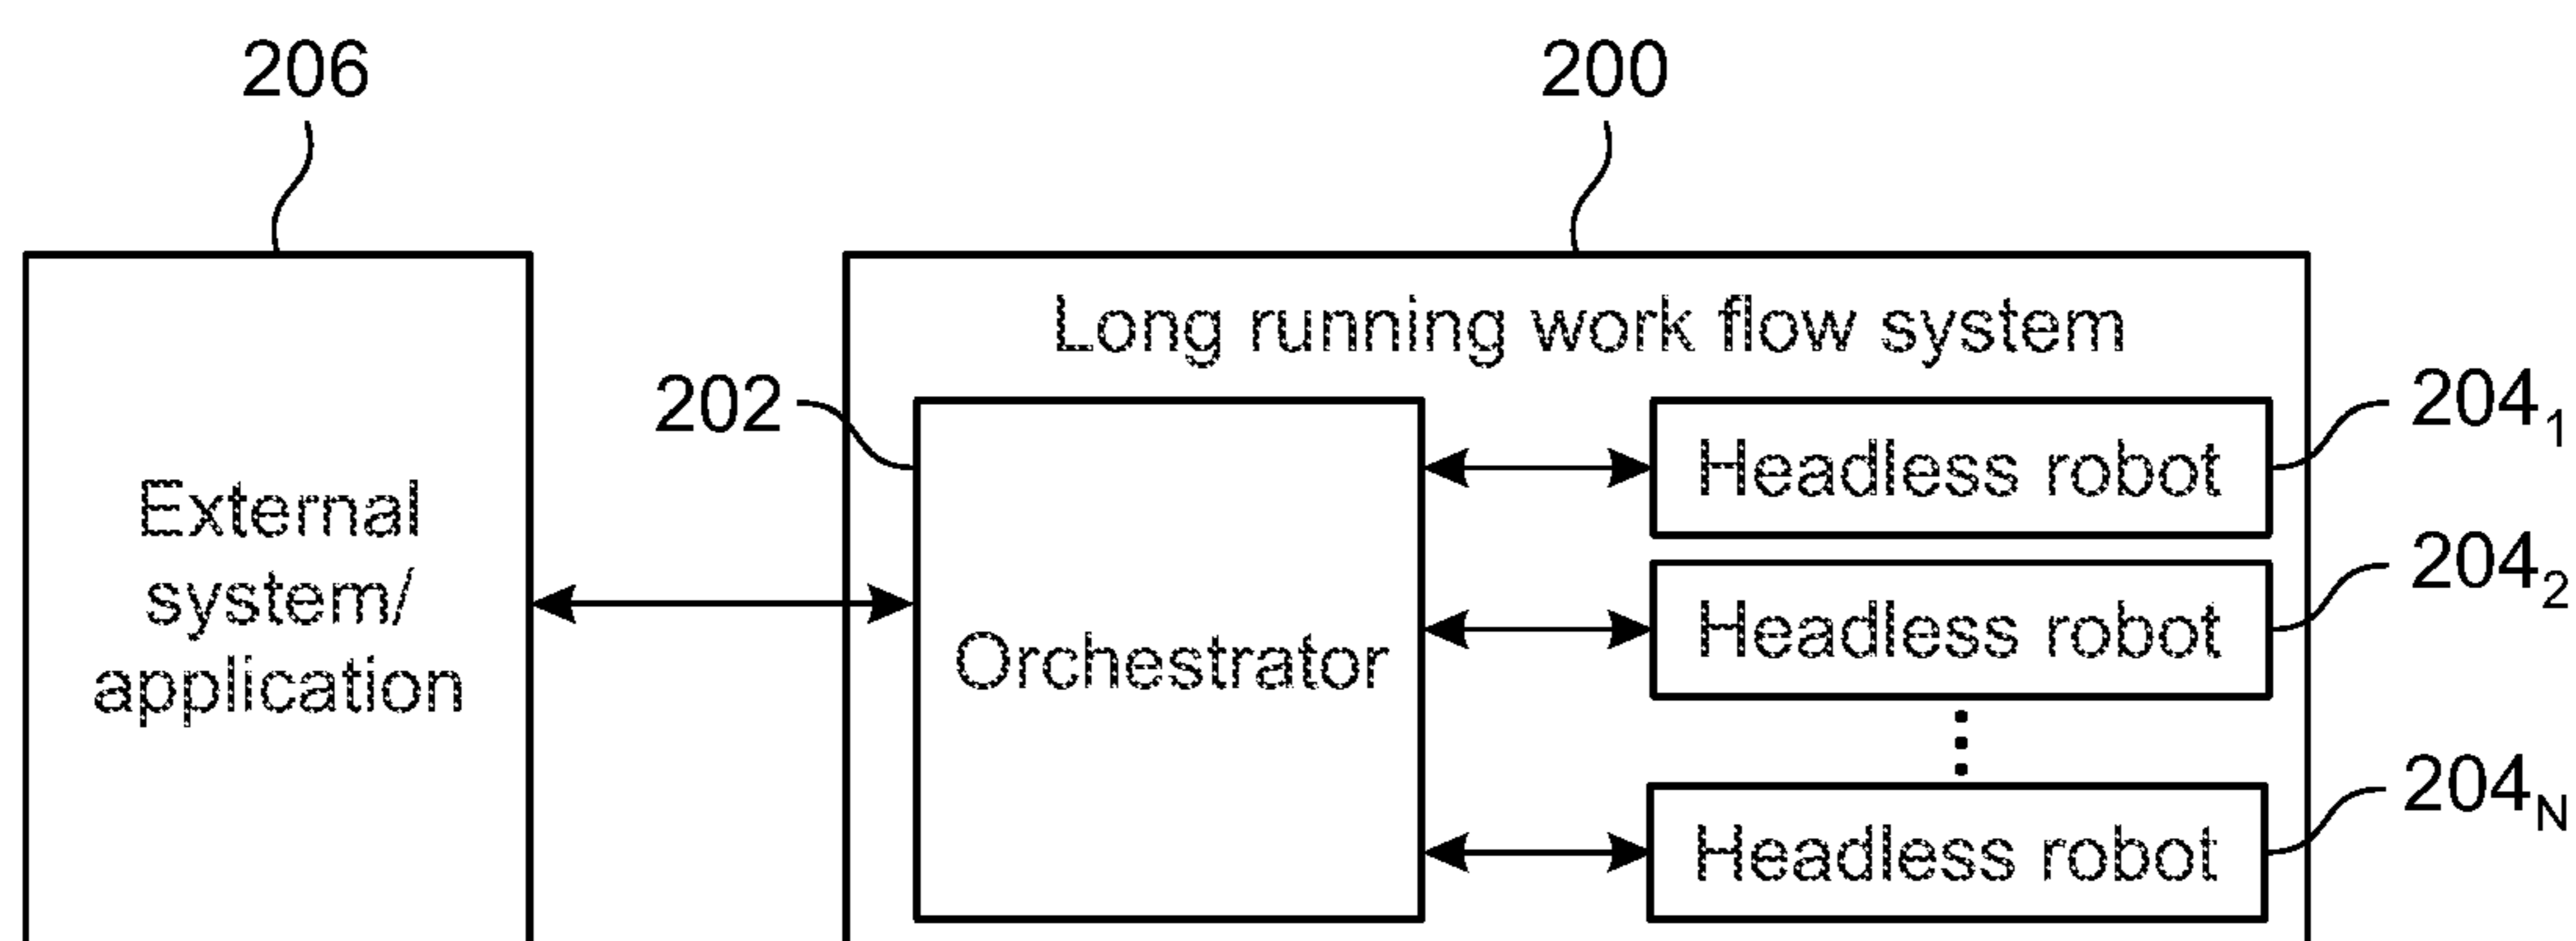 206
200
Long running work flow system
202
204₁
Headless robot
204₂
Headless robot
External
system/
application
Orchestrator
204ₙ
Headless robot